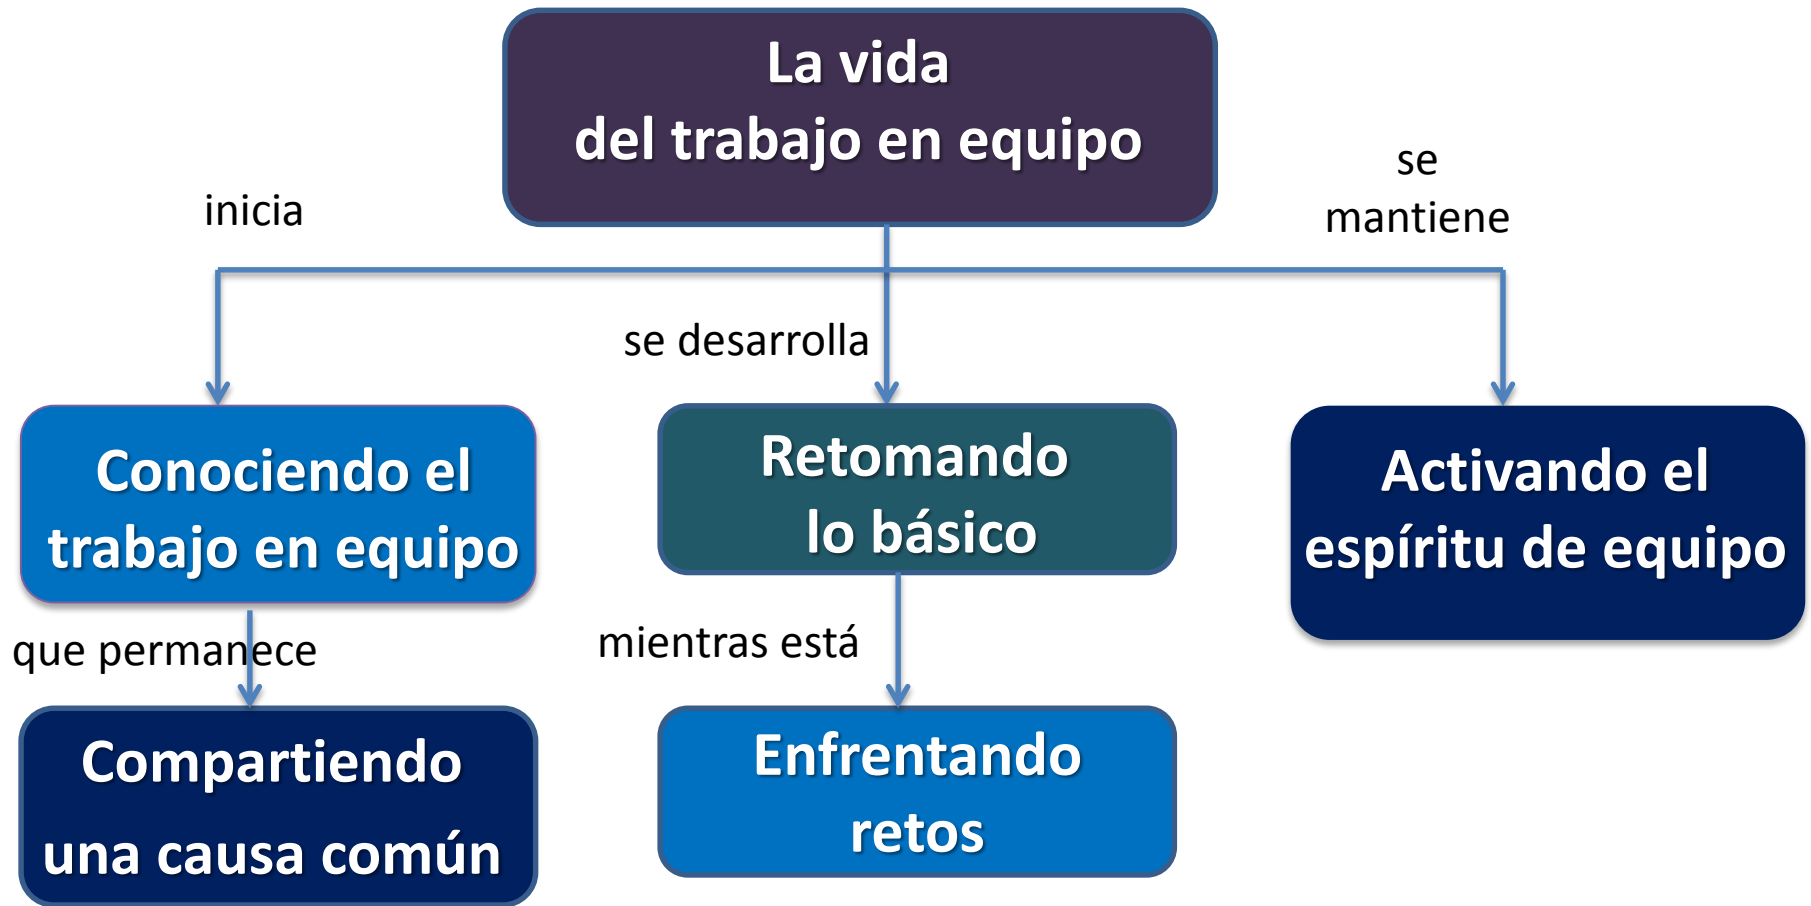 La vida
del trabajo en equipo
inicia
se
mantiene
se desarrolla
Conociendo el
trabajo en equipo
Retomando
lo básico
Activando el
espíritu de equipo
que permanece
mientras está
Compartiendo
una causa común
Enfrentando
retos